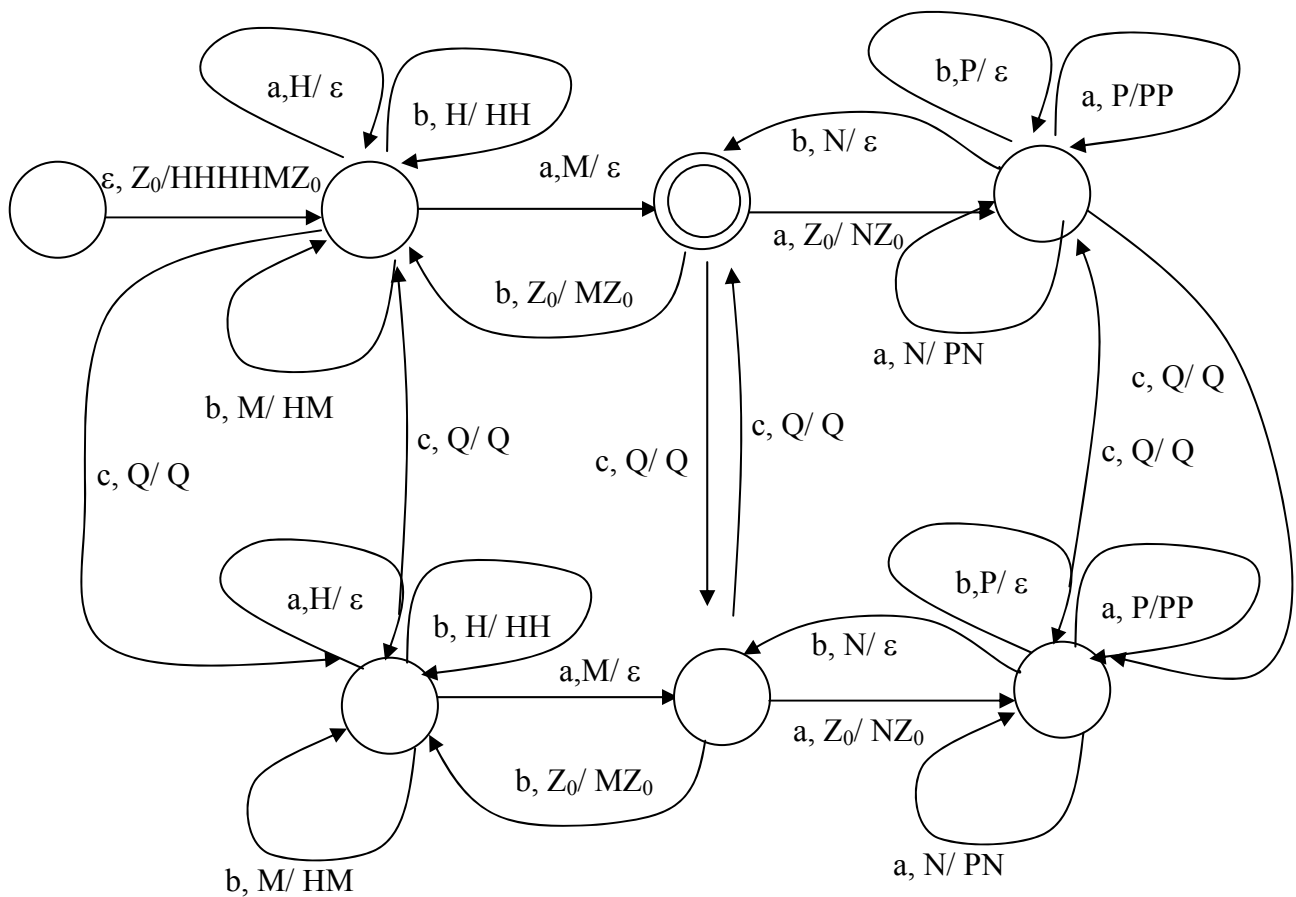 b,P/ ε
a,H/ ε
a, P/PP
b, H/ HH
b, N/ ε
a,M/ ε
ε, Z₀/HHHHMZ₀
a, Z₀/ NZ₀
b, Z₀/ MZ₀
a, N/ PN
c, Q/ Q
b, M/ HM
c, Q/ Q
c, Q/ Q
c, Q/ Q
c, Q/ Q
c, Q/ Q
b,P/ ε
a,H/ ε
a, P/PP
b, H/ HH
b, N/ ε
a,M/ ε
a, Z₀/ NZ₀
b, Z₀/ MZ₀
a, N/ PN
b, M/ HM